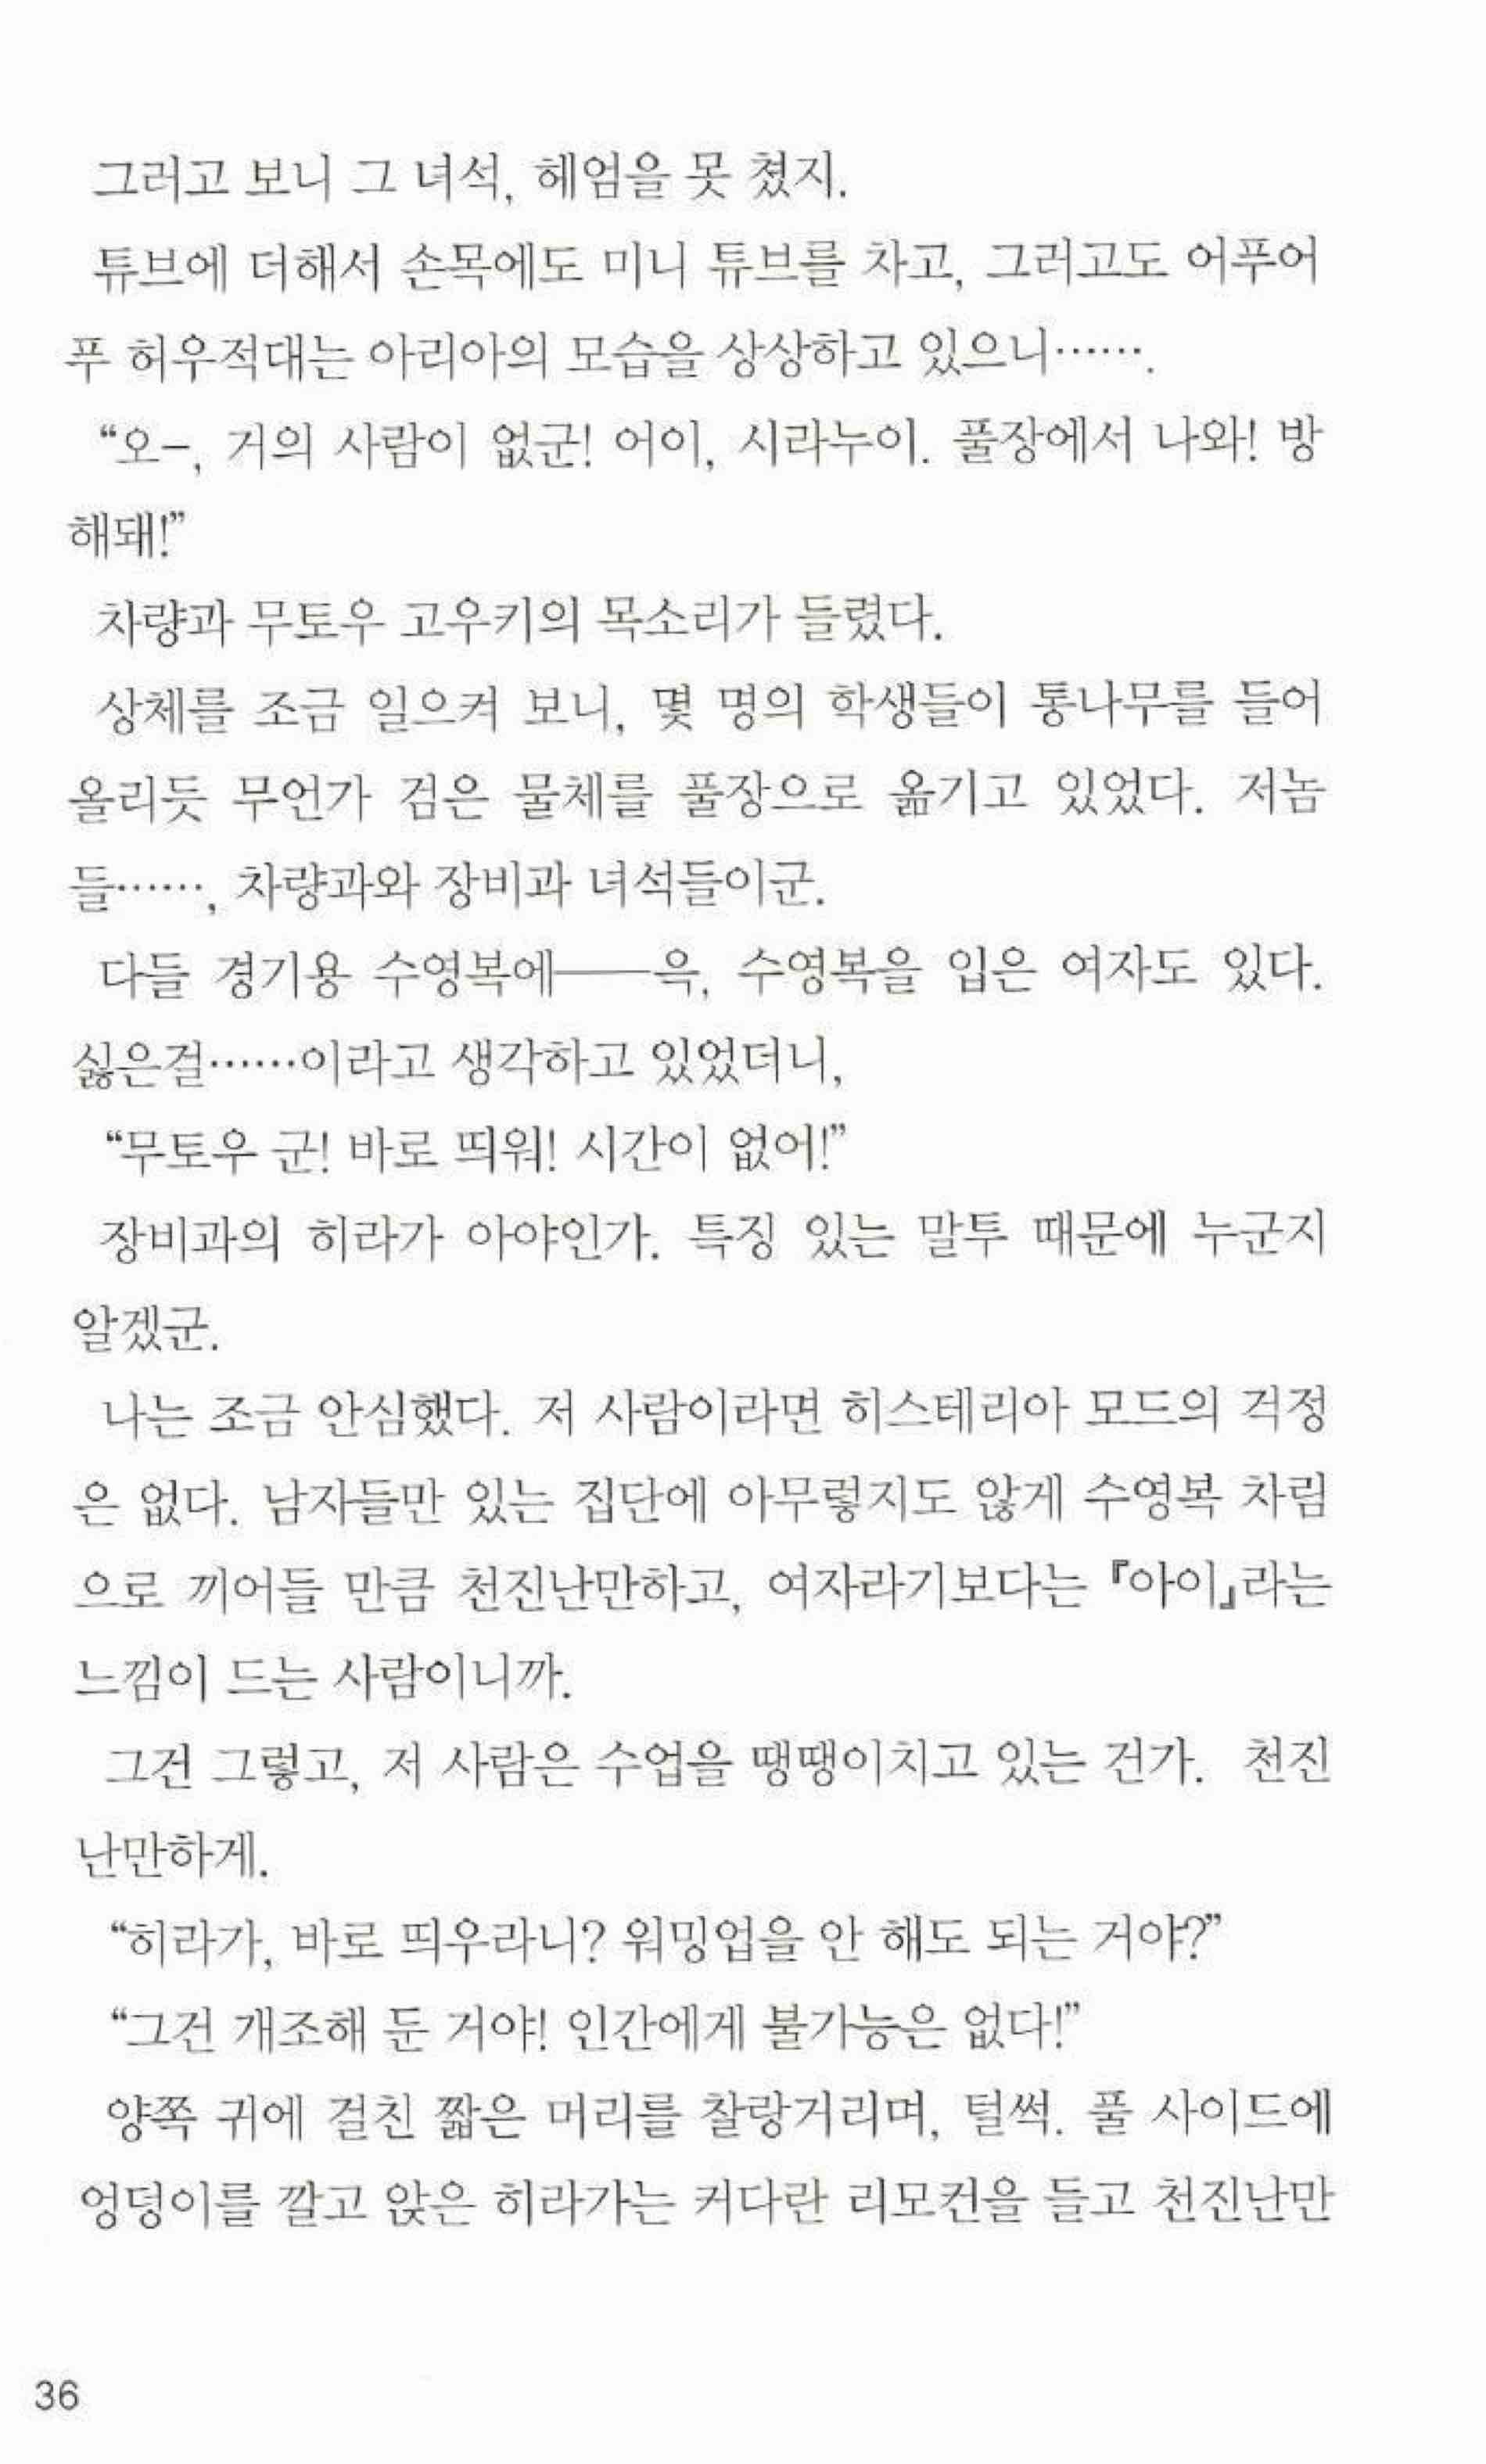 그러고 보니 그 녀석, 헤엄을 못 쳤지.
튜브에 더해서 손목에도 미니 튜브를 차고, 그러고도 어푸어
푸 허우적대는 아리아의 모습을 상상하고 있으니…….
“오–, 거의 사람이 없군! 어이, 시라누이. 풀장에서 나와! 방
해돼!”
차량과 무토우 고우키의 목소리가 들렸다.
상체를 조금 일으켜 보니, 몇 명의 학생들이 통나무를 들어
올리듯 무언가 검은 물체를 풀장으로 옮기고 있었다. 저놈
들……, 차량과와 장비과 녀석들이군.
다들 경기용 수영복에──윽, 수영복을 입은 여자도 있다.
싫은걸……이라고 생각하고 있었더니,
“무토우 군! 바로 띄워! 시간이 없어!”
장비과의 히라가 아야인가. 특징 있는 말투 때문에 누군지
알겠군.
나는 조금 안심했다. 저 사람이라면 히스테리아 모드의 걱정
은 없다. 남자들만 있는 집단에 아무렇지도 않게 수영복 차림
으로 끼어들 만큼 천진난만하고, 여자라기보다는 『아이』라는
느낌이 드는 사람이니까.
그건 그렇고, 저 사람은 수업을 땡땡이치고 있는 건가. 천진
난만하게.
“히라가, 바로 띄우라니? 워밍업을 안 해도 되는 거야?”
“그건 개조해 둔 거야! 인간에게 불가능은 없다!”
양쪽 귀에 걸친 짧은 머리를 찰랑거리며, 털썩. 풀 사이드에
엉덩이를 깔고 앉은 히라가는 커다란 리모컨을 들고 천진난만
36